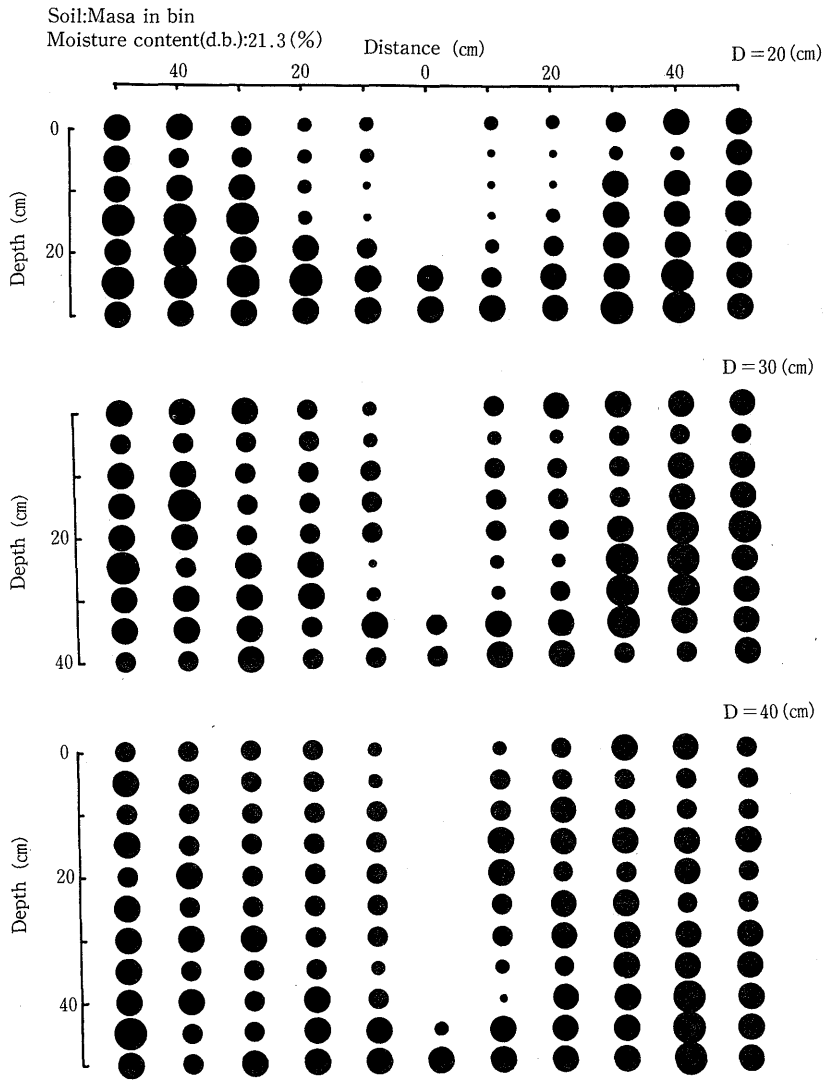 Soil:Masa in bin
Moisture content(d.b.):21.3(%)
Distance (cm)
D=20(cm)
40 20 0 20 40
0
20
Depth (cm)
D=30(cm)
20
40
Depth (cm)
D=40(cm)
0
20
40
Depth (cm)